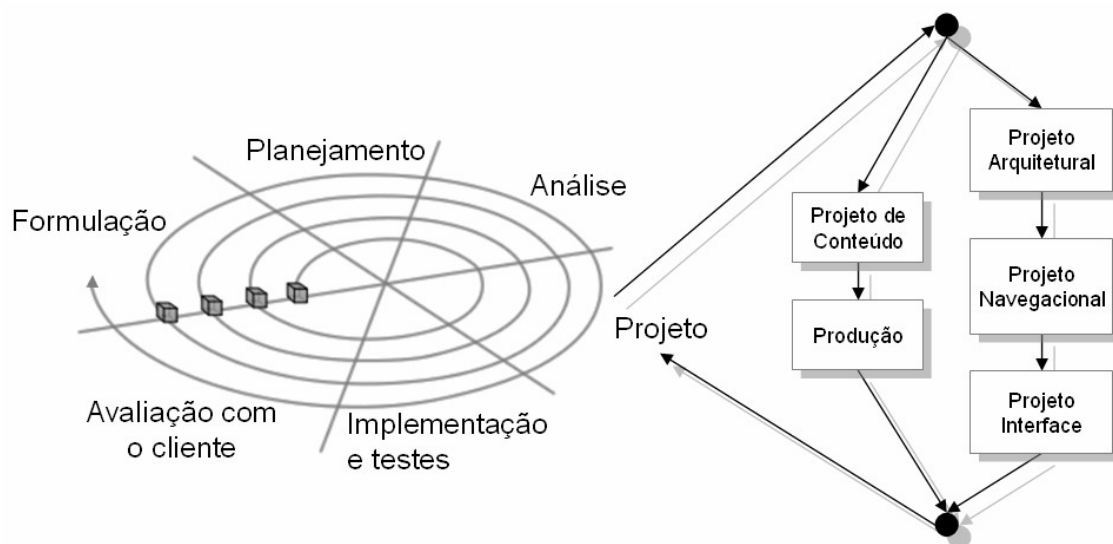 Planejamento
Análise
Formulação
Projeto
Avaliação com
o cliente
Implementação
e testes
Projeto de
Conteúdo
Produção
Projeto
Arquitetural
Projeto
Navegacional
Projeto
Interface